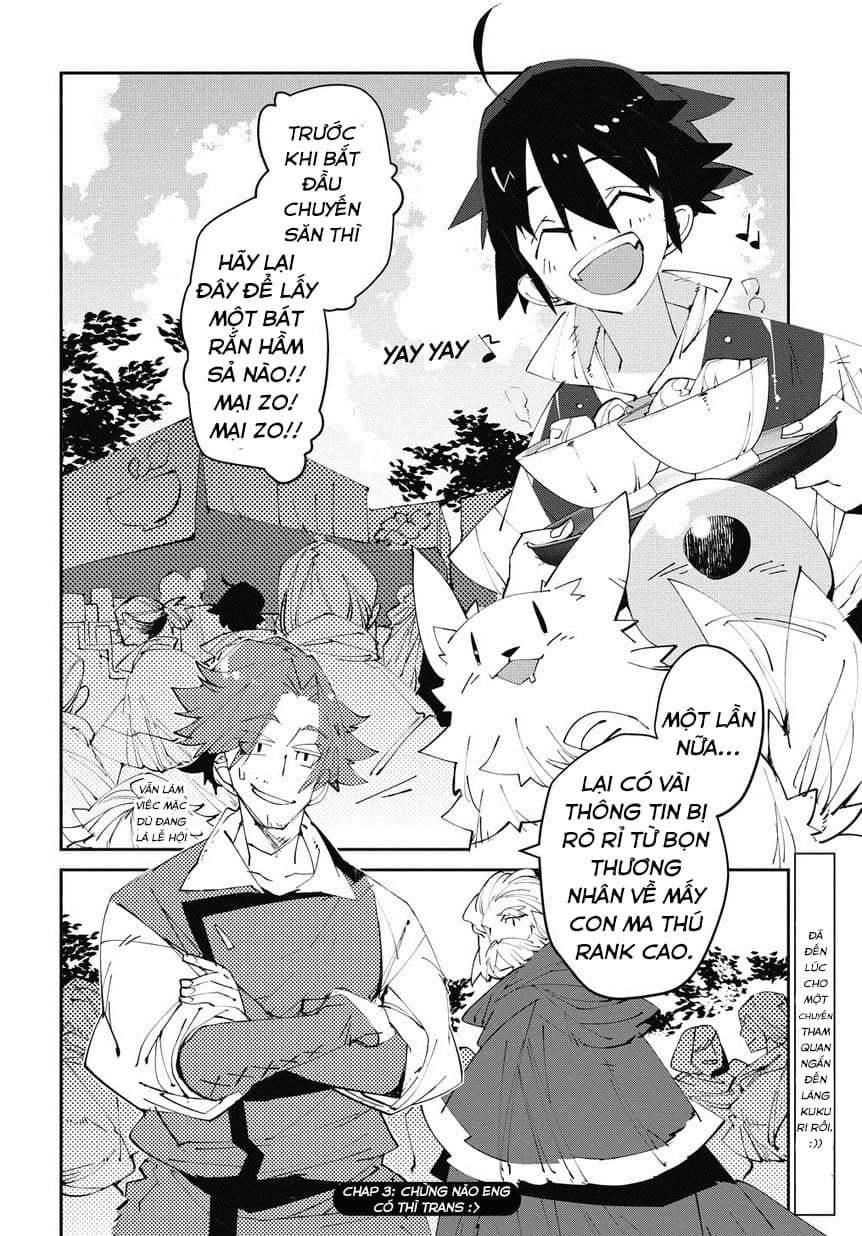 TRƯỚC
KHI BẮT
ĐẦU
CHUYẾN
SĂN THÌ
HÃY LẠI
ĐÂY ĐỂ LẤY
MỘT BÁT
RẮN HẦM
SẢ NÀO!!
MẠI ZO!
MẠI ZO!!
YAY YAY
MỘT LẦN
NỮA...
LẠI CÓ VÀI
THÔNG TIN BỊ
RÒ RỈ TỪ BỌN
THƯƠNG
NHÂN VỀ MẤY
CON MA THÚ
RANK CAO.
VẪN LÀM
VIỆC MẶC
DÙ ĐANG
LÀ LỄ HỘI
ĐÃ
ĐẾN
LÚC CHO
MỘT
CHUYẾN
THAM
QUAN
NGẮN
ĐẾN
LÀNG
KUKU
RI RỒI.
:))
CHAP 3: CHỪNG NÀO ENG
CÓ THÌ TRANS :>